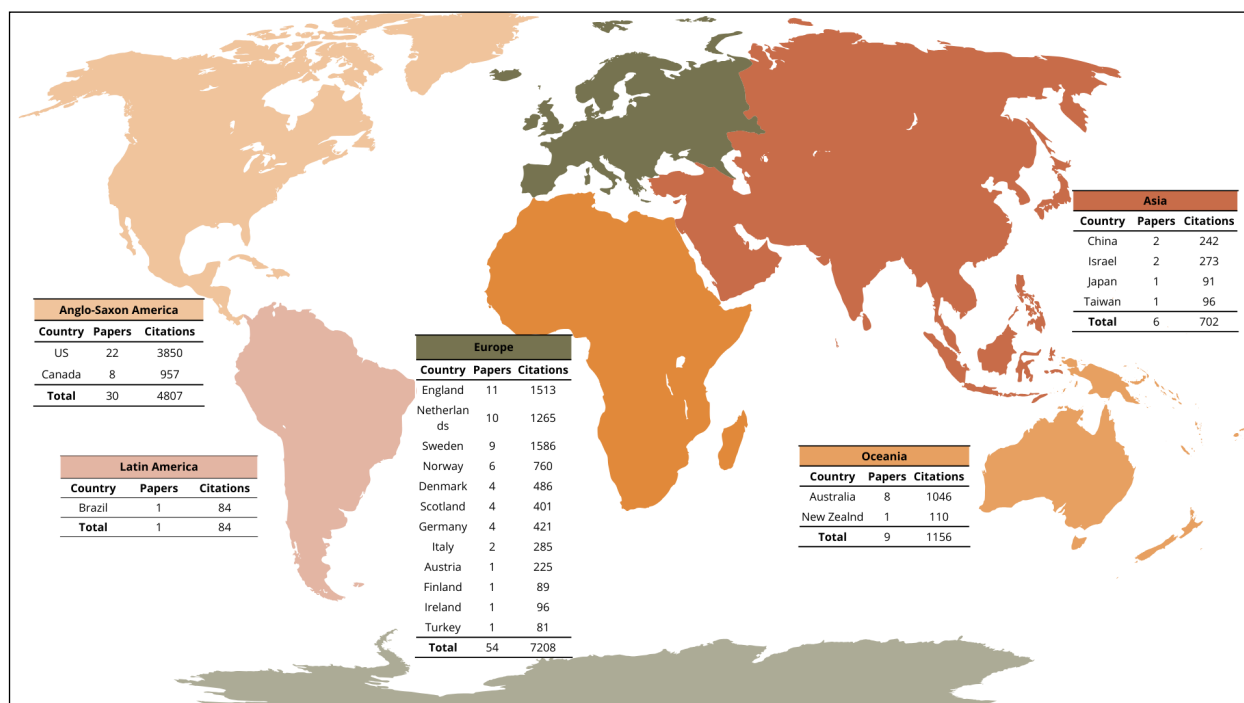 Asia
Country Papers Citations
China 2 242
Israel 2 273
Japan 1 91
Taiwan 1 96
Total 6 702
Anglo-Saxon America
Country Papers Citations
US 22 3850
Canada 8 957
Total 30 4807
Europe
Country Papers Citations
England 11 1513
Netherlan
ds 10 1265
Sweden 9 1586
Norway 6 760
Denmark 4 486
Scotland 4 401
Germany 4 421
Italy 2 285
Austria 1 225
Finland 1 89
Ireland 1 96
Turkey 1 81
Total 54 7208
Latin America
Country Papers Citations
Brazil 1 84
Total 1 84
Oceania
Country Papers Citations
Australia 8 1046
New Zealnd 1 110
Total 9 1156